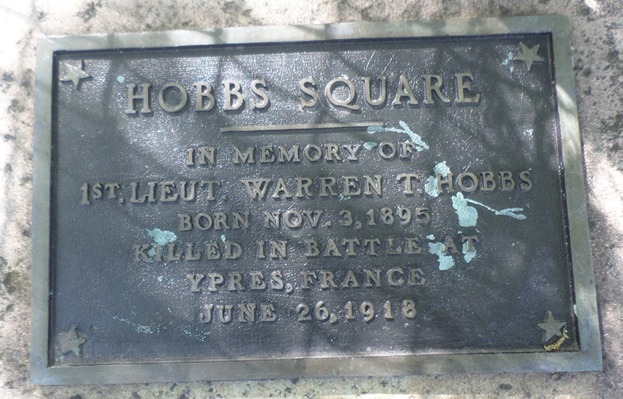 HOBBS SQUARE
IN MEMORY OF
1ST. LIEUT. WARREN T. HOBBS
BORN NOV. 3, 1895
KILLED IN BATTLE AT
YPRES, FRANCE
JUNE 26, 1918